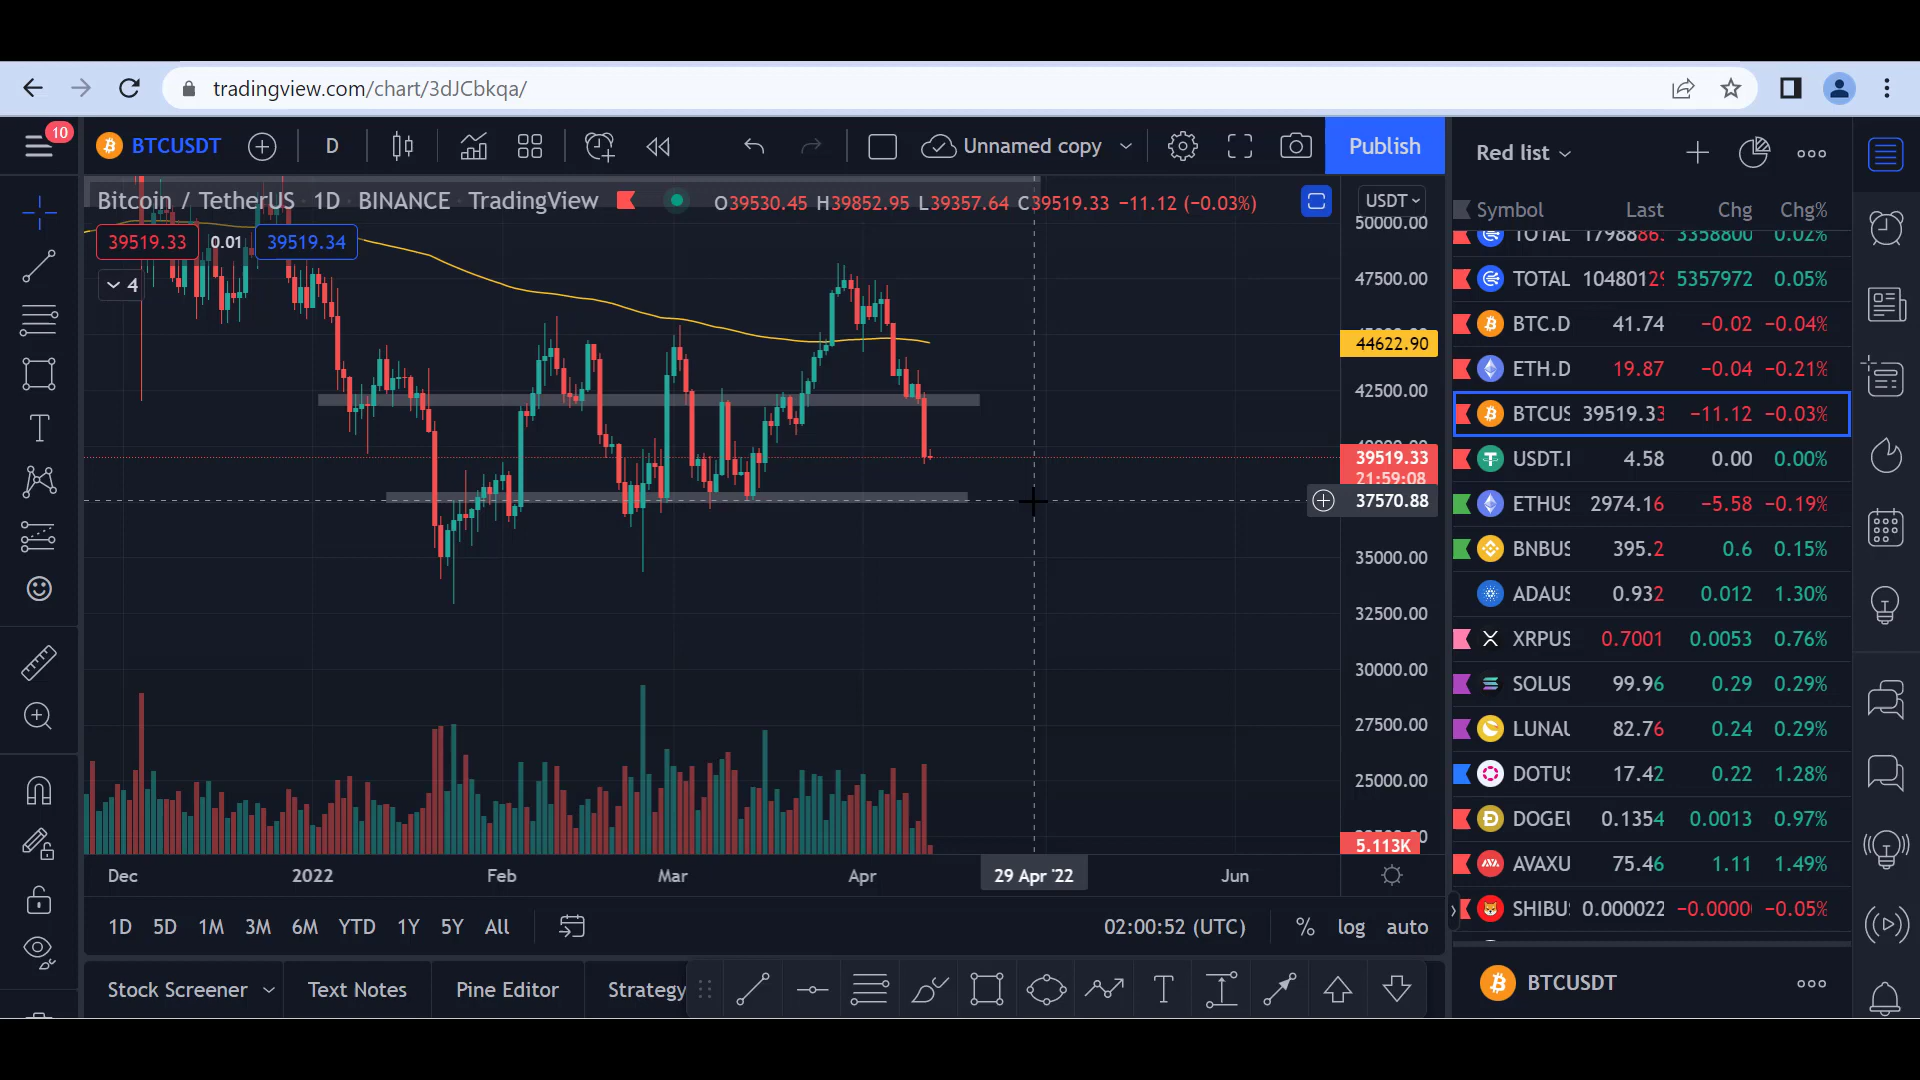 tradingview.com/chart/3dJCbkqa/
10
BTCUSDT
D
Unnamed copy
Publish
Red list
Bitcoin / TetherUS 1D BINANCE TradingView
O39530.45 H39852.95 L39357.64 C39519.33 −11.12 (−0.03%)
USDT
39519.33 0.01 39519.34
4
50000.00
47500.00
44622.90
42500.00
39519.33
21:59:08
37570.88
35000.00
32500.00
30000.00
27500.00
25000.00
5.113K
Dec 2022 Feb Mar Apr 29 Apr '22 Jun
1D 5D 1M 3M 6M YTD 1Y 5Y All
02:00:52 (UTC) % log auto
Stock Screener Text Notes Pine Editor Strategy
T
Symbol Last Chg Chg%
TOTAL 3358800 0.02%
TOTAL 1048012 5357972 0.05%
BTC.D 41.74 −0.02 −0.04%
ETH.D 19.87 −0.04 −0.21%
BTCUS 39519.33 −11.12 −0.03%
USDT.I 4.58 0.00 0.00%
ETHUS 2974.16 −5.58 −0.19%
BNBUS 395.2 0.6 0.15%
ADAUS 0.932 0.012 1.30%
XRPUS 0.7001 0.0053 0.76%
SOLUS 99.96 0.29 0.29%
LUNAU 82.76 0.24 0.29%
DOTUS 17.42 0.22 1.28%
DOGEU 0.1354 0.0013 0.97%
AVAXU 75.46 1.11 1.49%
SHIBUS 0.000022 −0.0000 −0.05%
BTCUSDT